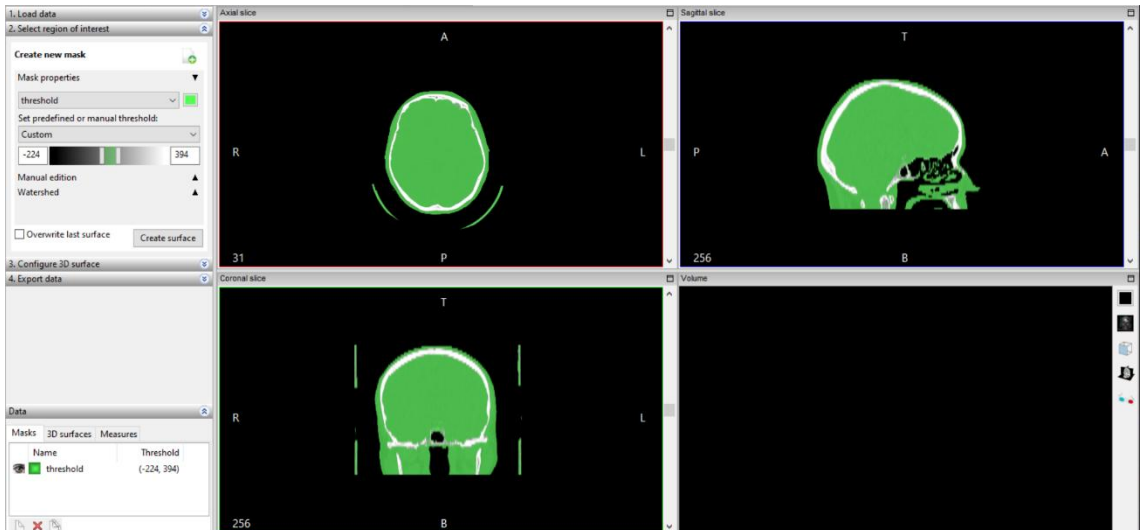 1. Load data
2. Select region of interest
Create new mask
Mask properties
threshold
Set predefined or manual threshold:
Custom
-224
394
Manual edition
Watershed
Overwrite last surface
Create surface
3. Configure 3D surface
4. Export data
Data
Masks 3D surfaces Measures
Name Threshold
threshold (-224, 394)
Axial slice
A
R L
31 P
Sagittal slice
T
P A
256 B
Coronal slice
T
R L
256 B
Volume